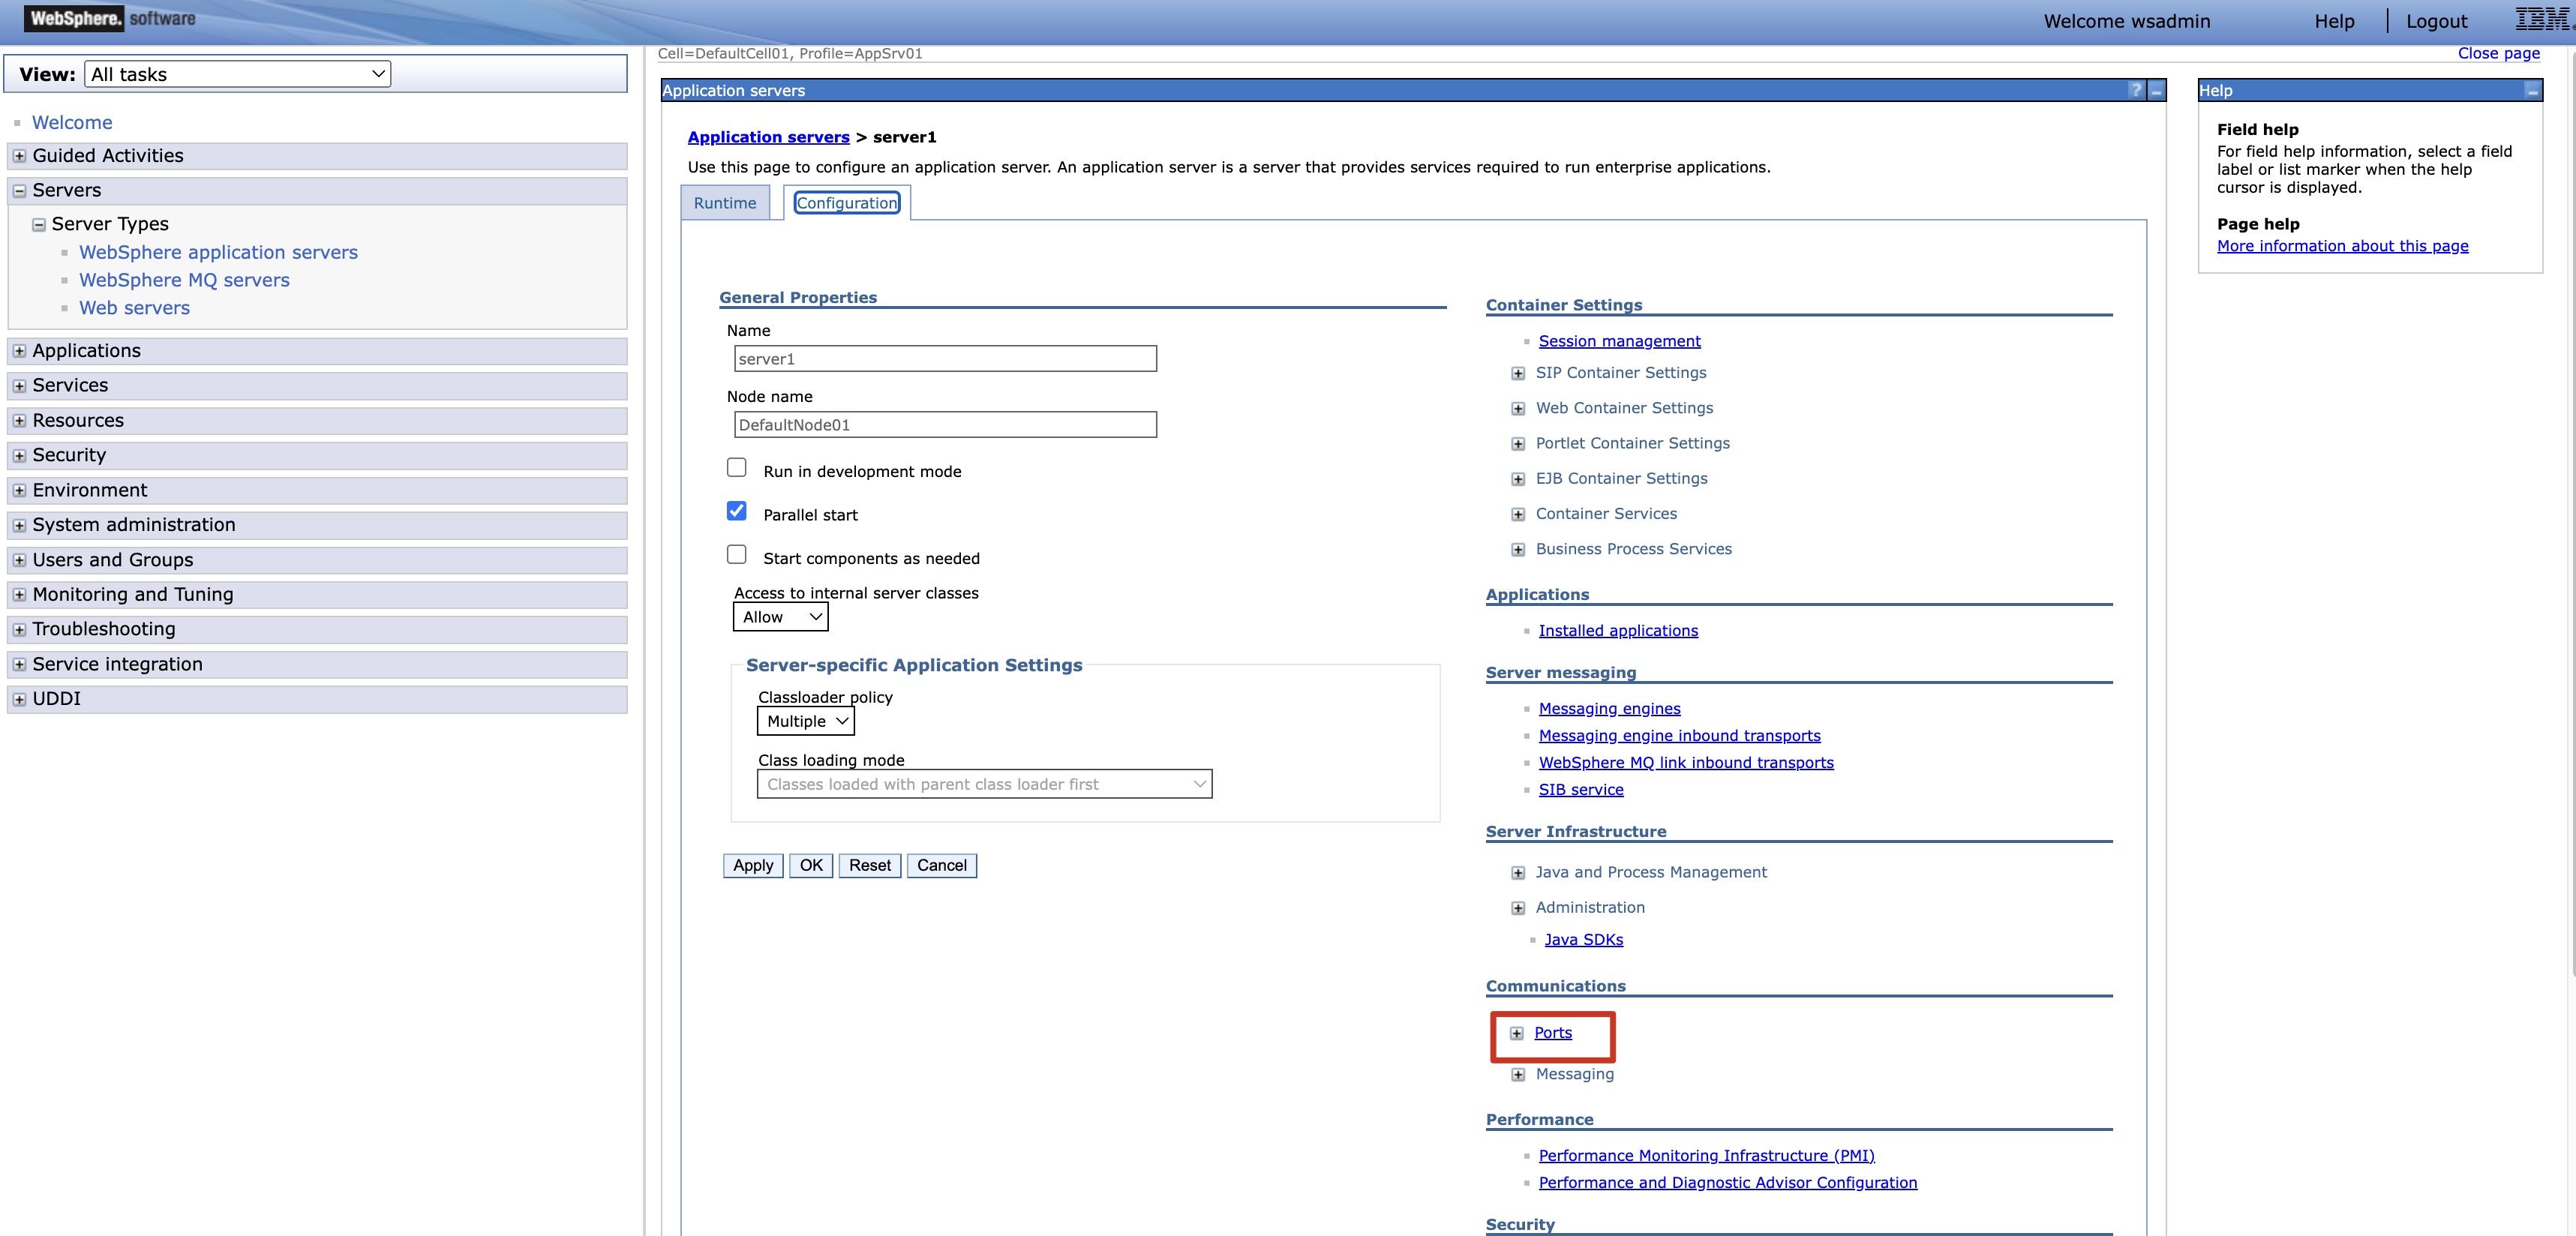 WebSphere. software
Welcome wsadmin
Help
Logout
IBM.
View: All tasks
Welcome
Guided Activities
Servers
Server Types
WebSphere application servers
WebSphere MQ servers
Web servers
Applications
Services
Resources
Security
Environment
System administration
Users and Groups
Monitoring and Tuning
Troubleshooting
Service integration
UDDI
Cell=DefaultCell01, Profile=AppSrv01
Close page
Application servers
?
Application servers > server1
Use this page to configure an application server. An application server is a server that provides services required to run enterprise applications.
Runtime
Configuration
General Properties
Name
server1
Node name
DefaultNode01
Run in development mode
Parallel start
Start components as needed
Access to internal server classes
Allow
Server-specific Application Settings
Classloader policy
Multiple
Class loading mode
Classes loaded with parent class loader first
Apply
OK
Reset
Cancel
Container Settings
Session management
SIP Container Settings
Web Container Settings
Portlet Container Settings
EJB Container Settings
Container Services
Business Process Services
Applications
Installed applications
Server messaging
Messaging engines
Messaging engine inbound transports
WebSphere MQ link inbound transports
SIB service
Server Infrastructure
Java and Process Management
Administration
Java SDKs
Communications
Ports
Messaging
Performance
Performance Monitoring Infrastructure (PMI)
Performance and Diagnostic Advisor Configuration
Security
Help
Field help
For field help information, select a field
label or list marker when the help
cursor is displayed.
Page help
More information about this page